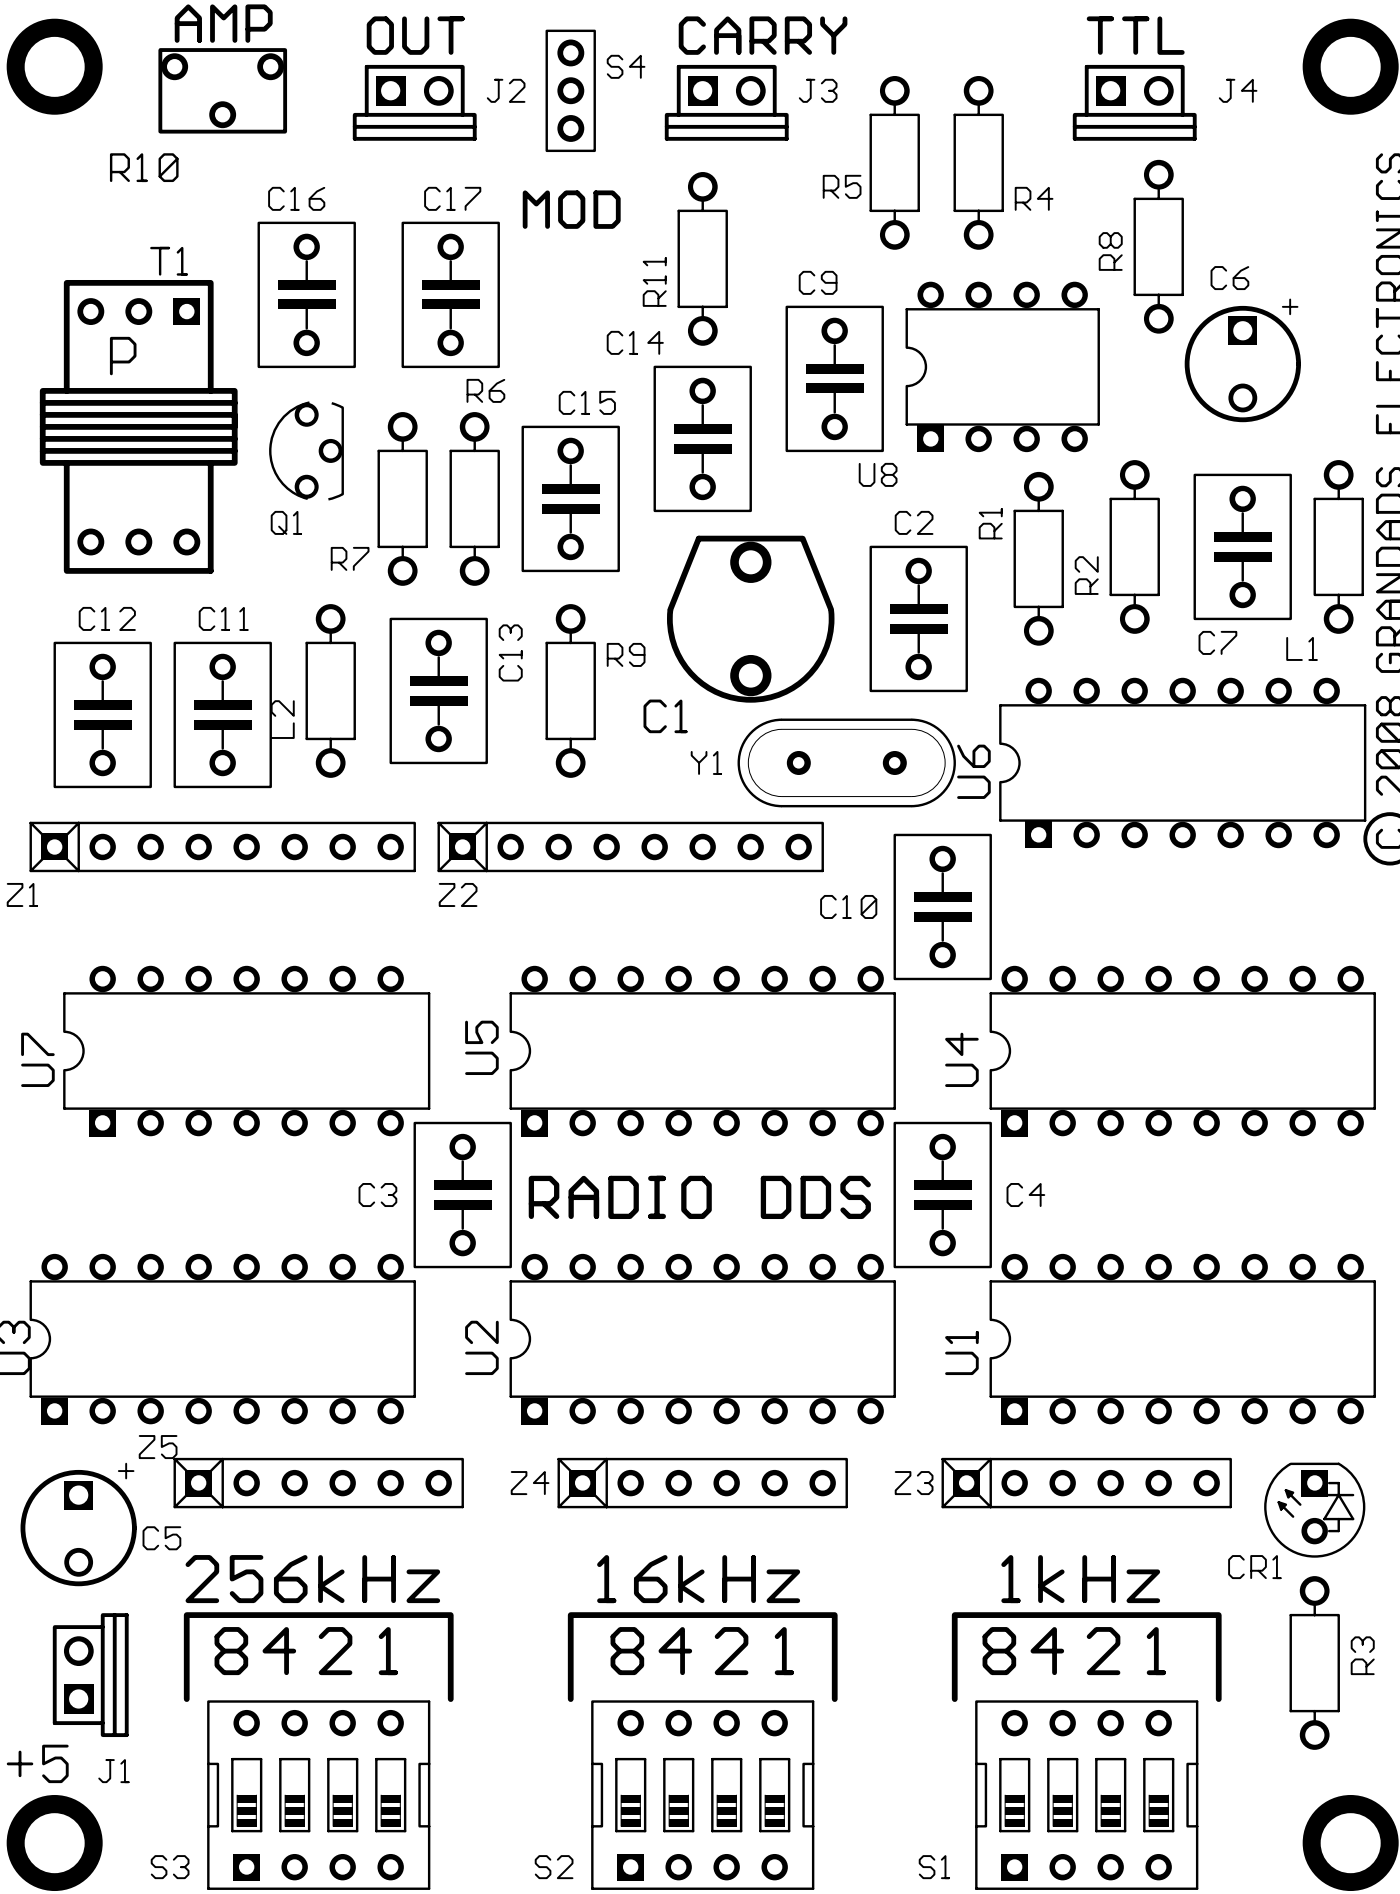 AMP
OUT
CARRY
TTL
S4
J2
J3
J4
R10
C16
C17
MOD
R5
R4
T1
R11
C9
R8
C6
+
P
C14
R6
C15
U8
Q1
R7
C2
R1
R2
C12
C11
C13
R9
C7
L1
L2
C1
Y1
U6
© 2008 GRANDADS ELECTRONICS
Z1
Z2
C10
U7
U5
U4
C3
RADIO DDS
C4
U3
U2
U1
Z5
+
Z4
Z3
C5
CR1
256kHz
16kHz
1kHz
8421
8421
8421
R3
+5
J1
S3
S2
S1